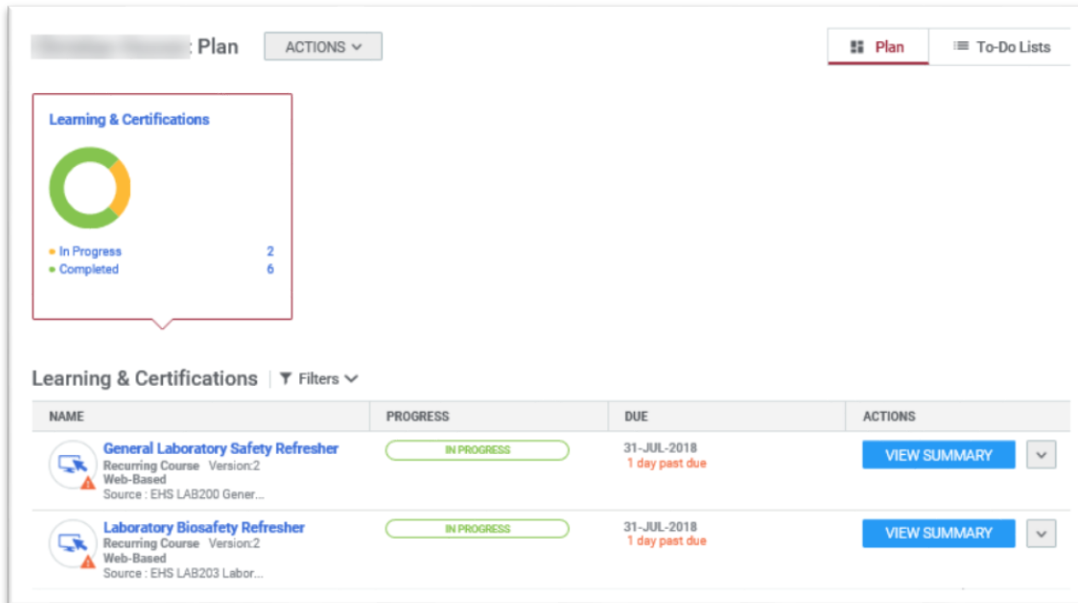 : Plan ACTIONS Plan To-Do Lists
Learning & Certifications
In Progress 2
Completed 6
Learning & Certifications Filters
NAME PROGRESS DUE ACTIONS
General Laboratory Safety Refresher
Recurring Course Version:2
Web-Based
Source : EHS LAB200 Gener...
IN PROGRESS
31-JUL-2018
1 day past due
VIEW SUMMARY
Laboratory Biosafety Refresher
Recurring Course Version:2
Web-Based
Source : EHS LAB203 Labor...
IN PROGRESS
31-JUL-2018
1 day past due
VIEW SUMMARY